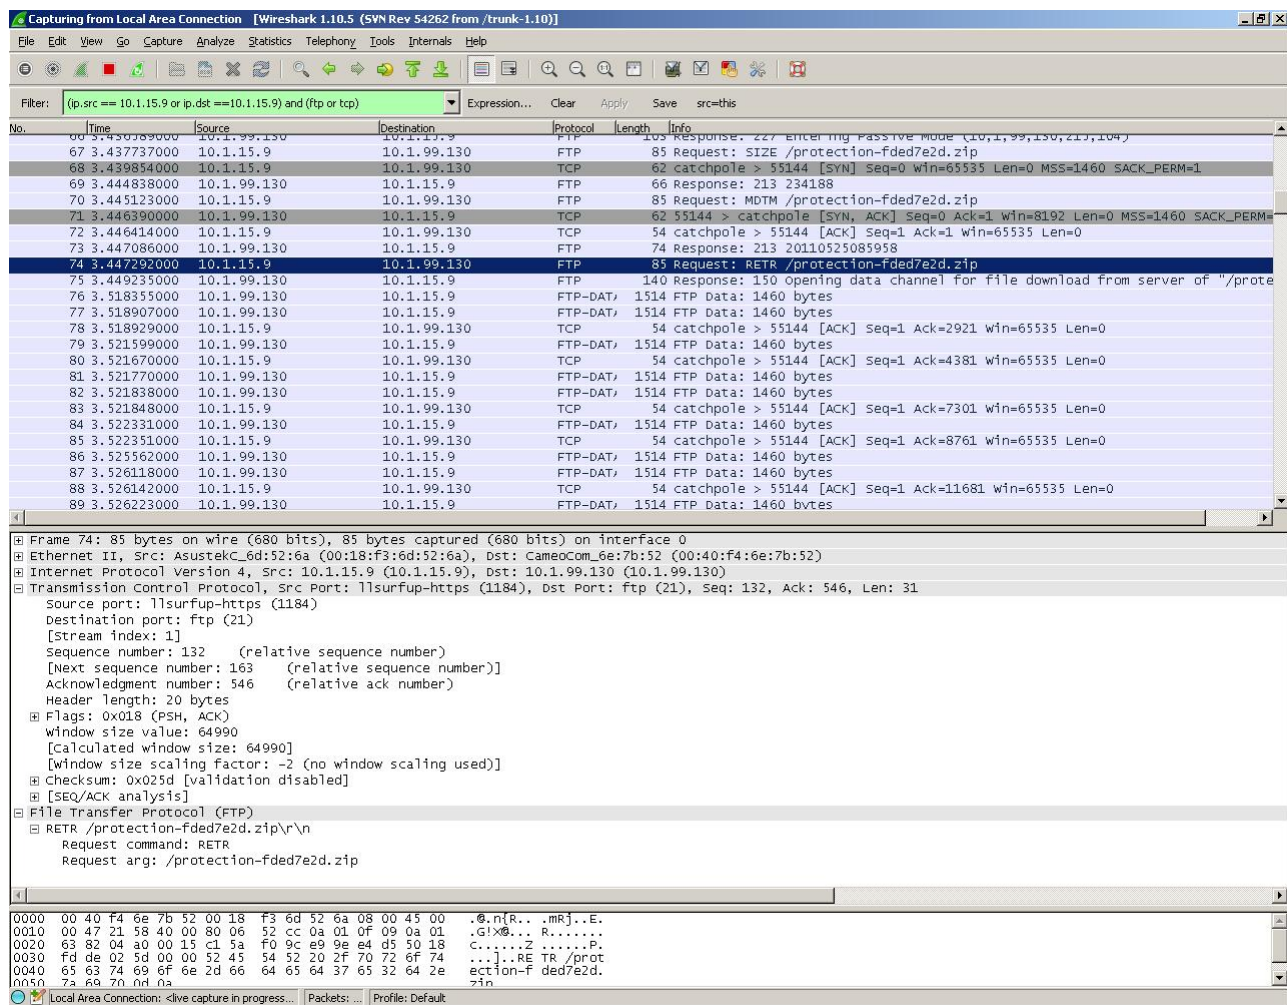 Capturing from Local Area Connection [Wireshark 1.10.5 (SVN Rev 54262 from /trunk-1.10)]
File Edit View Go Capture Analyze Statistics Telephony Tools Internals Help
Filter: (ip.src == 10.1.15.9 or ip.dst ==10.1.15.9) and (ftp or tcp) Expression... Clear Apply Save src=this
No. Time Source Destination Protocol Length Info
66 3.436589000 10.1.99.130 10.1.15.9 FTP 105 Response: 227 Entering Passive Mode (10,1,99,130,215,104)
67 3.437737000 10.1.15.9 10.1.99.130 FTP 85 Request: SIZE /protection-fded7e2d.zip
68 3.439854000 10.1.15.9 10.1.99.130 TCP 62 catchpole > 55144 [SYN] Seq=0 Win=65535 Len=0 MSS=1460 SACK_PERM=1
69 3.444838000 10.1.99.130 10.1.15.9 FTP 66 Response: 213 234188
70 3.445123000 10.1.15.9 10.1.99.130 FTP 85 Request: MDTM /protection-fded7e2d.zip
71 3.446390000 10.1.99.130 10.1.15.9 TCP 62 55144 > catchpole [SYN, ACK] Seq=0 Ack=1 Win=8192 Len=0 MSS=1460 SACK_PERM=
72 3.446414000 10.1.15.9 10.1.99.130 TCP 54 catchpole > 55144 [ACK] Seq=1 Ack=1 Win=65535 Len=0
73 3.447086000 10.1.99.130 10.1.15.9 FTP 74 Response: 213 20110525085958
74 3.447292000 10.1.15.9 10.1.99.130 FTP 85 Request: RETR /protection-fded7e2d.zip
75 3.449235000 10.1.99.130 10.1.15.9 FTP 140 Response: 150 Opening data channel for file download from server of "/prote
76 3.518355000 10.1.99.130 10.1.15.9 FTP-DAT 1514 FTP Data: 1460 bytes
77 3.518907000 10.1.99.130 10.1.15.9 FTP-DAT 1514 FTP Data: 1460 bytes
78 3.518929000 10.1.15.9 10.1.99.130 TCP 54 catchpole > 55144 [ACK] Seq=1 Ack=2921 Win=65535 Len=0
79 3.521599000 10.1.99.130 10.1.15.9 FTP-DAT 1514 FTP Data: 1460 bytes
80 3.521670000 10.1.15.9 10.1.99.130 TCP 54 catchpole > 55144 [ACK] Seq=1 Ack=4381 Win=65535 Len=0
81 3.521770000 10.1.99.130 10.1.15.9 FTP-DAT 1514 FTP Data: 1460 bytes
82 3.521838000 10.1.99.130 10.1.15.9 FTP-DAT 1514 FTP Data: 1460 bytes
83 3.521848000 10.1.15.9 10.1.99.130 TCP 54 catchpole > 55144 [ACK] Seq=1 Ack=7301 Win=65535 Len=0
84 3.522331000 10.1.99.130 10.1.15.9 FTP-DAT 1514 FTP Data: 1460 bytes
85 3.522351000 10.1.15.9 10.1.99.130 TCP 54 catchpole > 55144 [ACK] Seq=1 Ack=8761 Win=65535 Len=0
86 3.525562000 10.1.99.130 10.1.15.9 FTP-DAT 1514 FTP Data: 1460 bytes
87 3.526118000 10.1.99.130 10.1.15.9 FTP-DAT 1514 FTP Data: 1460 bytes
88 3.526142000 10.1.15.9 10.1.99.130 TCP 54 catchpole > 55144 [ACK] Seq=1 Ack=11681 Win=65535 Len=0
89 3.526223000 10.1.99.130 10.1.15.9 FTP-DAT 1514 FTP Data: 1460 bytes
Frame 74: 85 bytes on wire (680 bits), 85 bytes captured (680 bits) on interface 0
Ethernet II, Src: AsustekC_6d:52:6a (00:18:f3:6d:52:6a), Dst: CameoCom_6e:7b:52 (00:40:f4:6e:7b:52)
Internet Protocol Version 4, Src: 10.1.15.9 (10.1.15.9), Dst: 10.1.99.130 (10.1.99.130)
Transmission Control Protocol, Src Port: llsurfup-https (1184), Dst Port: ftp (21), Seq: 132, Ack: 546, Len: 31
Source port: llsurfup-https (1184)
Destination port: ftp (21)
[Stream index: 1]
Sequence number: 132 (relative sequence number)
[Next sequence number: 163 (relative sequence number)]
Acknowledgment number: 546 (relative ack number)
Header length: 20 bytes
Flags: 0x018 (PSH, ACK)
Window size value: 64990
[Calculated window size: 64990]
[Window size scaling factor: -2 (no window scaling used)]
Checksum: 0x025d [validation disabled]
[SEQ/ACK analysis]
File Transfer Protocol (FTP)
RETR /protection-fded7e2d.zip\r\n
Request command: RETR
Request arg: /protection-fded7e2d.zip
0000 00 40 f4 6e 7b 52 00 18 f3 6d 52 6a 08 00 45 00 .@.n{R.. .mRj..E.
0010 00 47 21 58 40 00 80 06 52 cc 0a 01 0f 09 0a 01 .G!X@... R.......
0020 63 82 04 a0 00 15 c1 5a f0 9c e9 9e e4 d5 50 18 c......Z ......P.
0030 fd de 02 5d 00 00 52 45 54 52 20 2f 70 72 6f 74 ...]..RE TR /prot
0040 65 63 74 69 6f 6e 2d 66 64 65 64 37 65 32 64 2e ection-f ded7e2d.
0050 7a 69 70 0d 0a zip..
Local Area Connection: <live capture in progress... Packets: ... Profile: Default